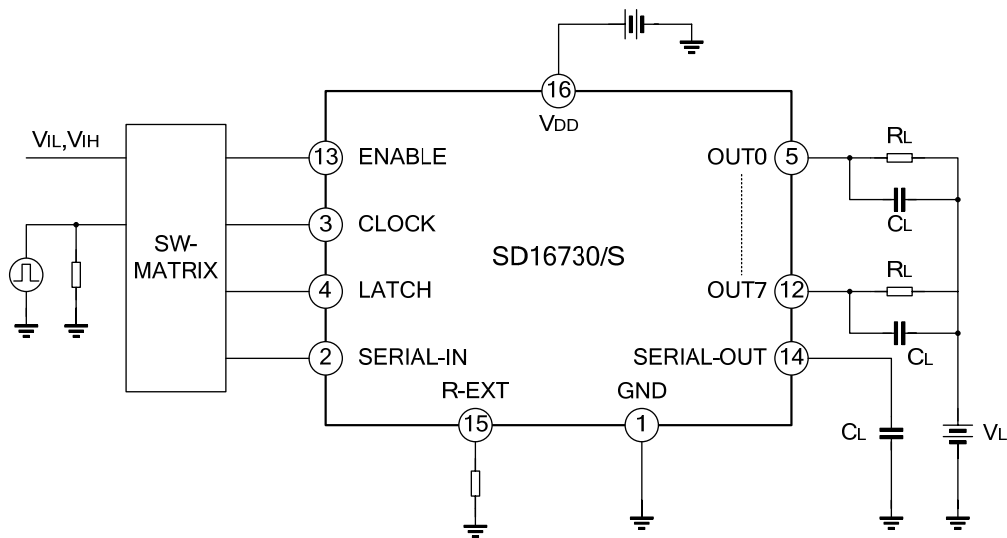 16
VDD
VIL,VIH
SW-
MATRIX
13 ENABLE
3 CLOCK
4 LATCH
2 SERIAL-IN
SD16730/S
OUT0 5
OUT7 12
SERIAL-OUT 14
R-EXT
15
GND
1
RL
CL
RL
CL
CL
VL